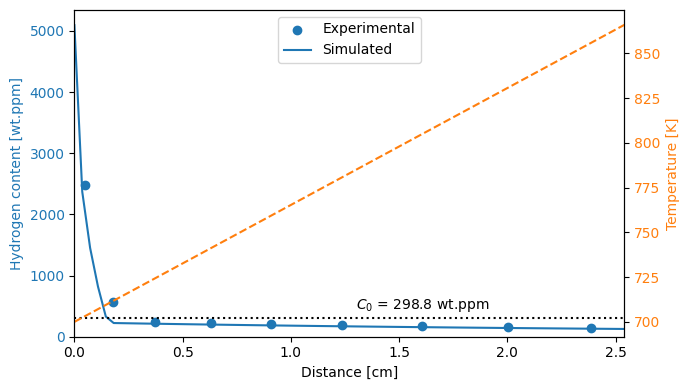 Experimental
Simulated
5000
4000
3000
2000
1000
0
Hydrogen content [wt.ppm]
850
825
800
775
750
725
700
Temperature [K]
C₀ = 298.8 wt.ppm
0.0 0.5 1.0 1.5 2.0 2.5
Distance [cm]